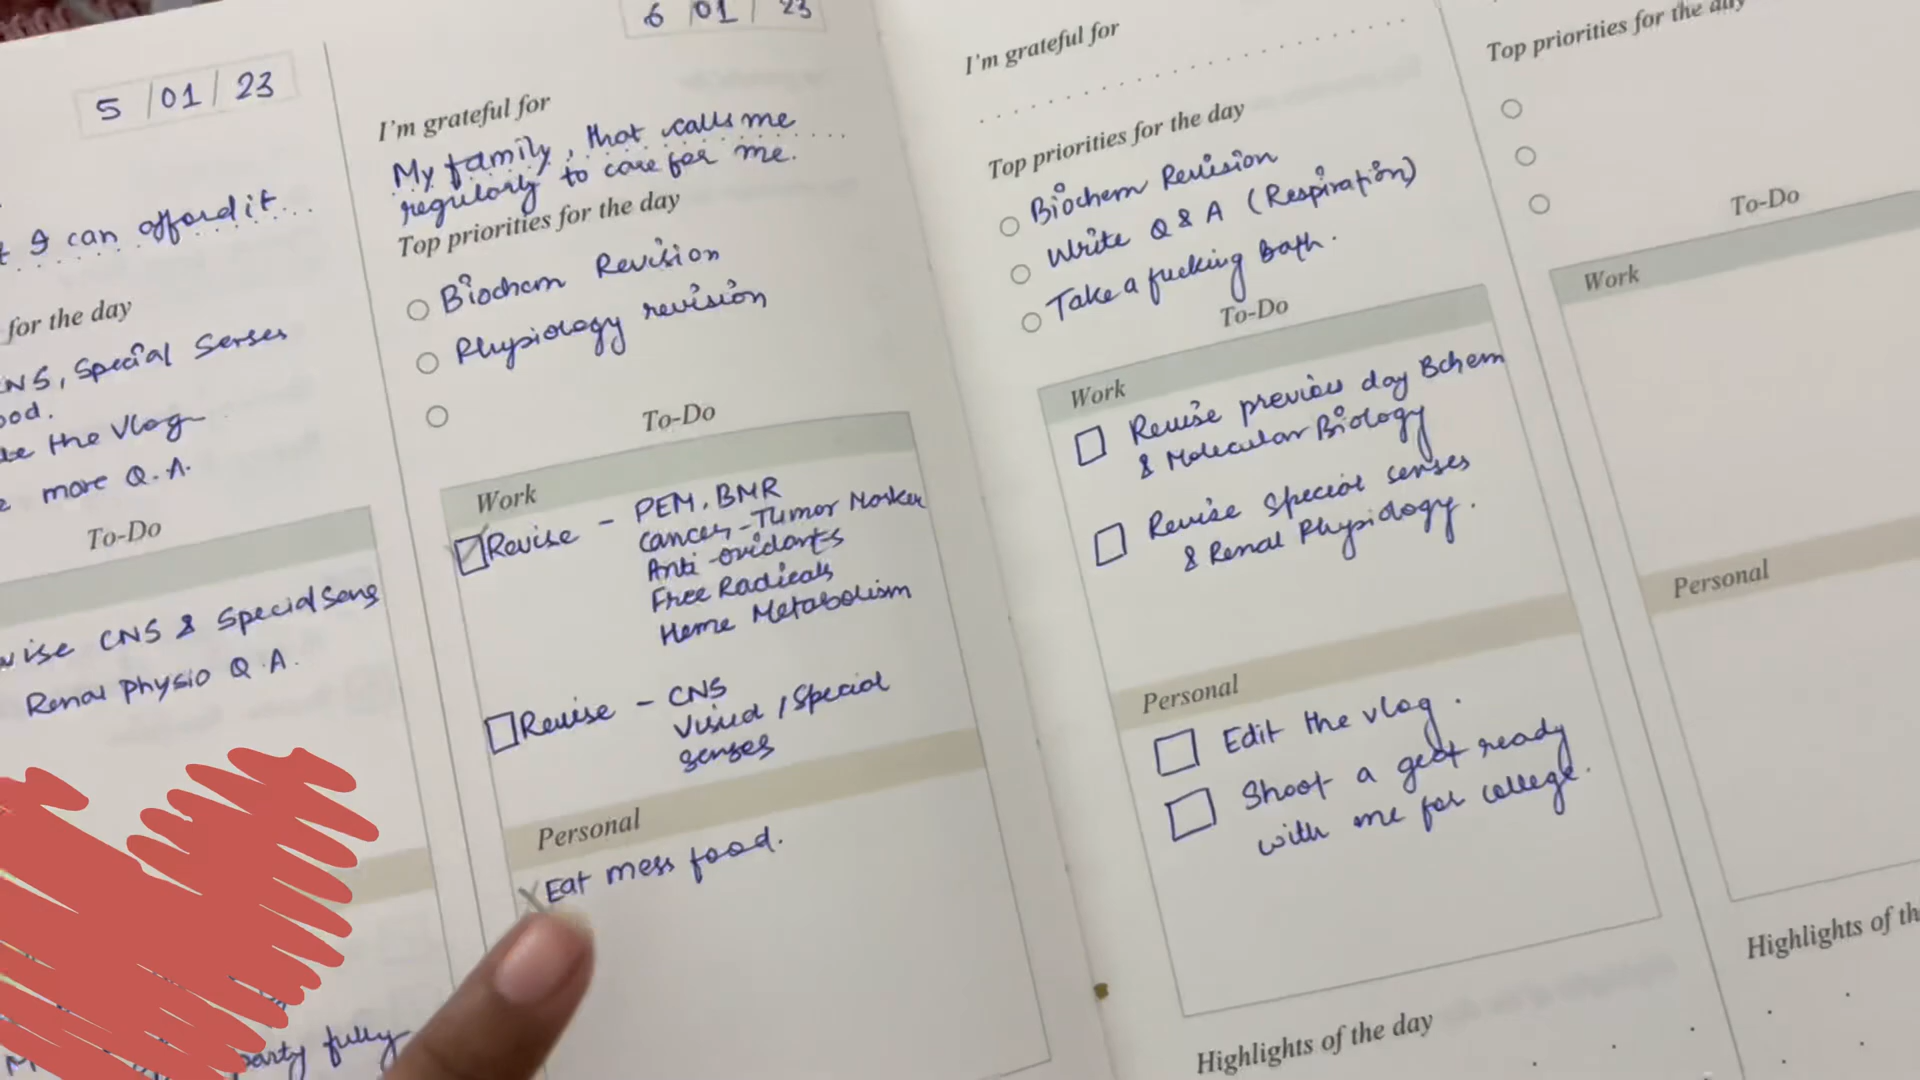 5 / 01 / 23
I can afford it
for the day
CNS, Special Senses
the Vlog
more Q.A.
To-Do
CNS & Special Sens
Renal Physio Q.A.
party fully
6 / 01 / 23
I'm grateful for
My family, that calls me
regularly to care for me.
Top priorities for the day
Biochem Revision
Physiology revision
To-Do
Work
Revise - PEM, BMR
Cancer - Tumor Marker
Anti-oxidants
Free Radicals
Heme Metabolism
Revise - CNS
Visud / Special
senses
Personal
Eat mess food.
I'm grateful for
Top priorities for the day
Biochem Revision
Write Q & A (Respiration)
Take a fucking bath.
To-Do
Work
Revise previous day Bchem
& Molecular Biology
Revise Special senses
& Renal Physiology.
Personal
Edit the vlog.
Shoot a geot ready
with me for college.
Highlights of the day
Top priorities for the day
To-Do
Work
Personal
Highlights of the